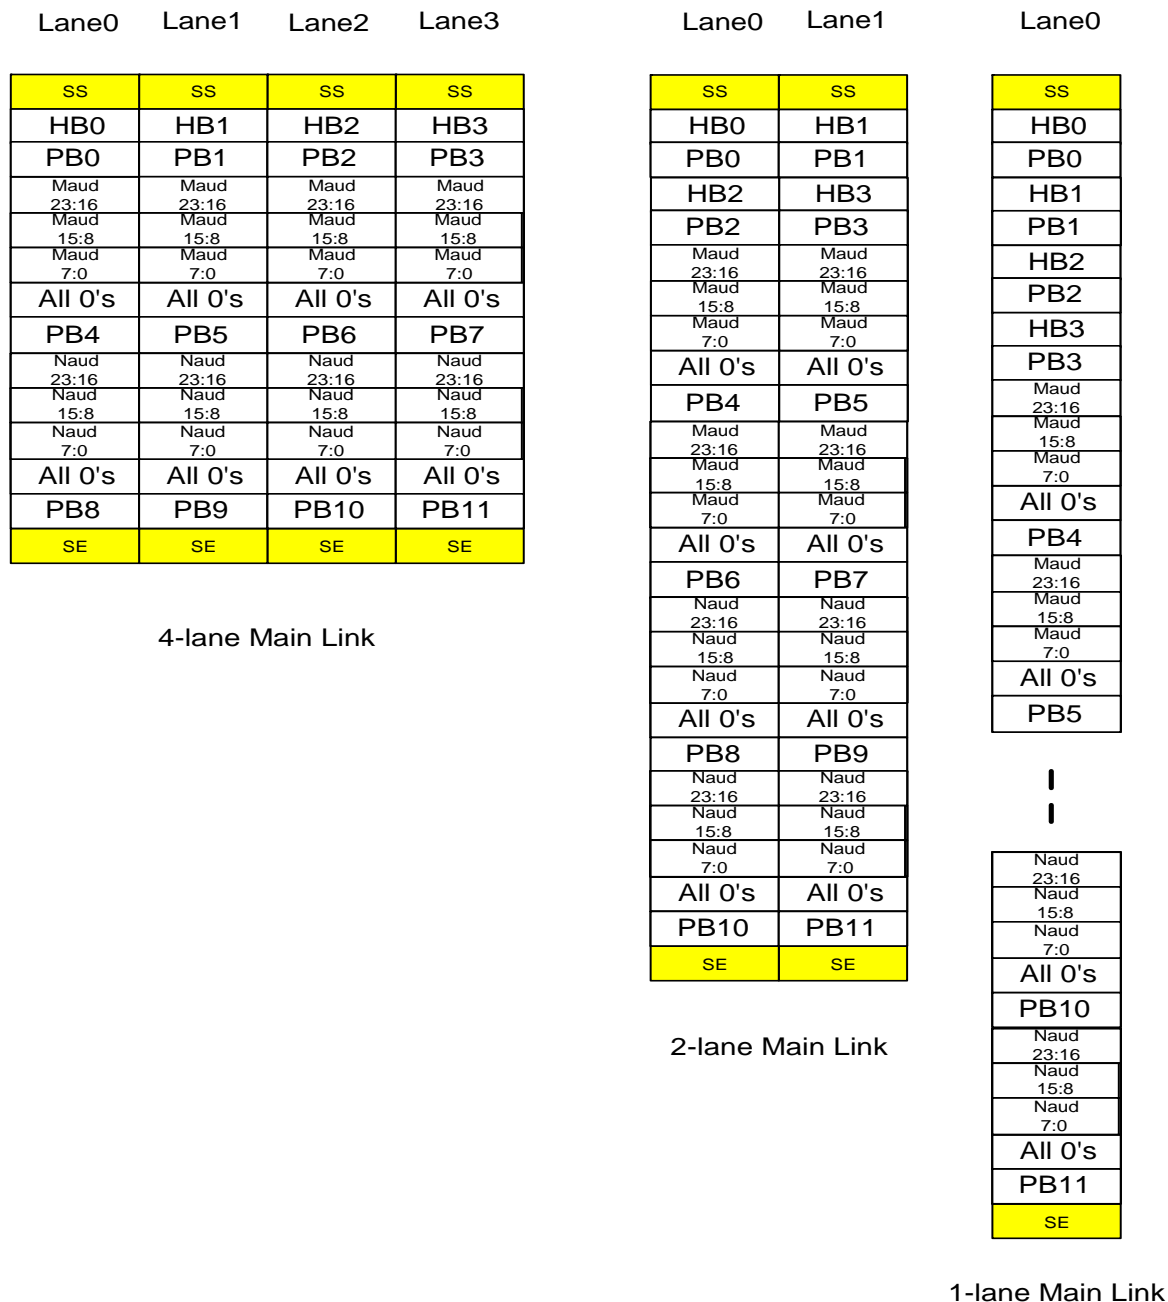 Lane0 Lane1 Lane2 Lane3
SS SS SS SS
HB0 HB1 HB2 HB3
PB0 PB1 PB2 PB3
Maud Maud Maud Maud
23:16 23:16 23:16 23:16
Maud Maud Maud Maud
15:8 15:8 15:8 15:8
Maud Maud Maud Maud
7:0 7:0 7:0 7:0
All 0's All 0's All 0's All 0's
PB4 PB5 PB6 PB7
Naud Naud Naud Naud
23:16 23:16 23:16 23:16
Naud Naud Naud Naud
15:8 15:8 15:8 15:8
Naud Naud Naud Naud
7:0 7:0 7:0 7:0
All 0's All 0's All 0's All 0's
PB8 PB9 PB10 PB11
SE SE SE SE
4-lane Main Link
Lane0 Lane1
SS SS
HB0 HB1
PB0 PB1
HB2 HB3
PB2 PB3
Maud Maud
23:16 23:16
Maud Maud
15:8 15:8
Maud Maud
7:0 7:0
All 0's All 0's
PB4 PB5
Maud Maud
23:16 23:16
Maud Maud
15:8 15:8
Maud Maud
7:0 7:0
All 0's All 0's
PB6 PB7
Naud Naud
23:16 23:16
Naud Naud
15:8 15:8
Naud Naud
7:0 7:0
All 0's All 0's
PB8 PB9
Naud Naud
23:16 23:16
Naud Naud
15:8 15:8
Naud Naud
7:0 7:0
All 0's All 0's
PB10 PB11
SE SE
2-lane Main Link
Lane0
SS
HB0
PB0
HB1
PB1
HB2
PB2
HB3
PB3
Maud
23:16
Maud
15:8
Maud
7:0
All 0's
PB4
Maud
23:16
Maud
15:8
Maud
7:0
All 0's
PB5
Naud
23:16
Naud
15:8
Naud
7:0
All 0's
PB10
Naud
23:16
Naud
15:8
Naud
7:0
All 0's
PB11
SE
1-lane Main Link